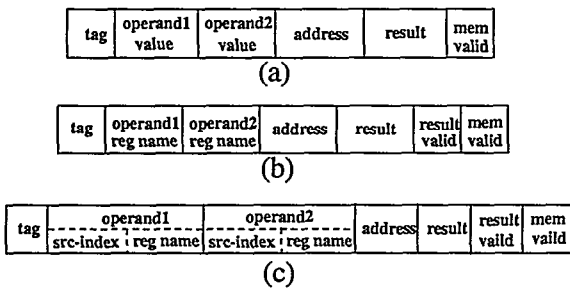 tag operand1 value operand2 value address result mem valid
(a)
tag operand1 reg name operand2 reg name address result result valid mem valid
(b)
tag operand1 src-index reg name operand2 src-index reg name address result result vaild mem vaild
(c)